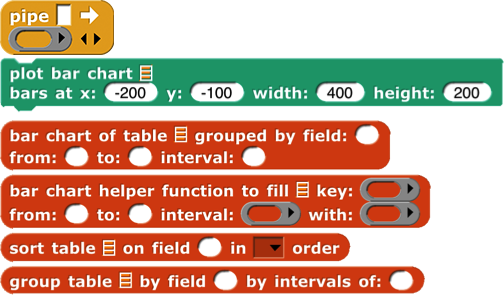 pipe
plot bar chart
bars at x: -200 y: -100 width: 400 height: 200
bar chart of table grouped by field:
from: to: interval:
bar chart helper function to fill key:
from: to: interval: with:
sort table on field in order
group table by field by intervals of: